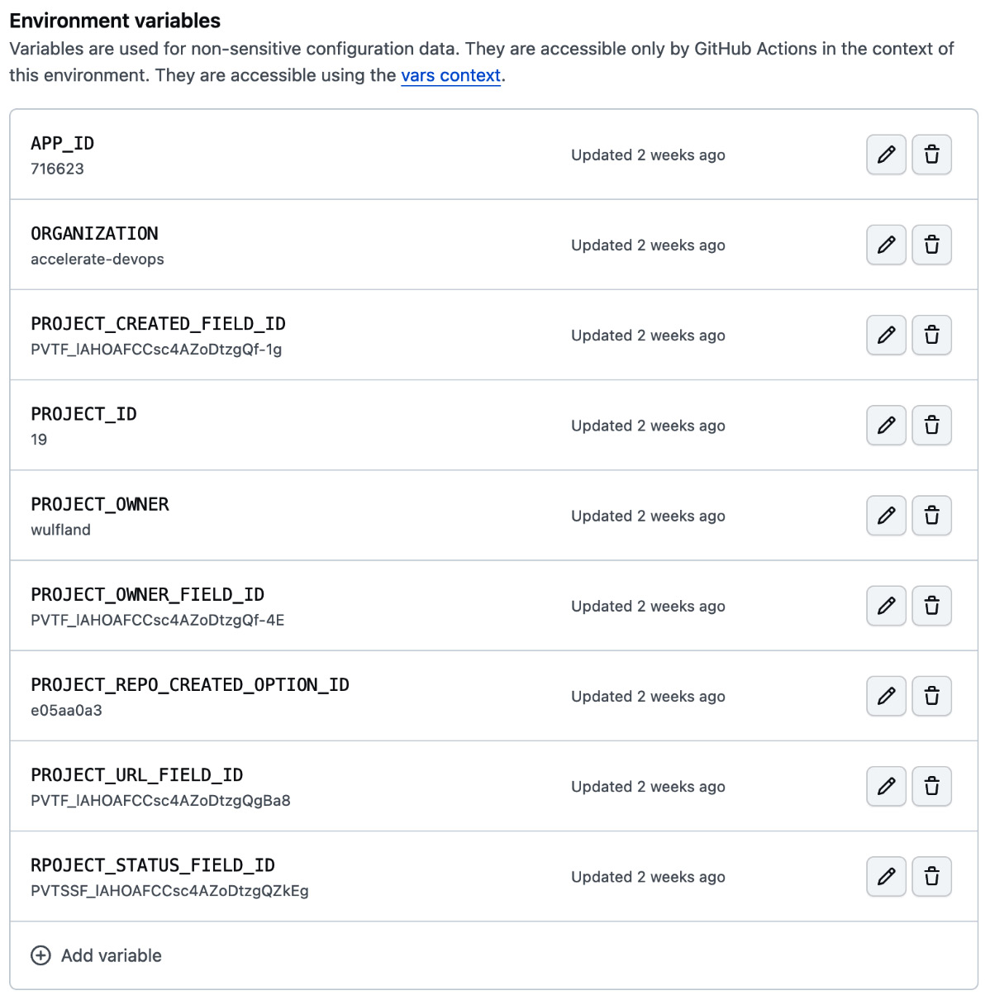 Environment variables
Variables are used for non-sensitive configuration data. They are accessible only by GitHub Actions in the context of
this environment. They are accessible using the vars context.
APP_ID
716623
Updated 2 weeks ago
ORGANIZATION
accelerate-devops
Updated 2 weeks ago
PROJECT_CREATED_FIELD_ID
PVTF_lAHOAFCCsc4AZoDtzgQf-1g
Updated 2 weeks ago
PROJECT_ID
19
Updated 2 weeks ago
PROJECT_OWNER
wulfland
Updated 2 weeks ago
PROJECT_OWNER_FIELD_ID
PVTF_lAHOAFCCsc4AZoDtzgQf-4E
Updated 2 weeks ago
PROJECT_REPO_CREATED_OPTION_ID
e05aa0a3
Updated 2 weeks ago
PROJECT_URL_FIELD_ID
PVTF_lAHOAFCCsc4AZoDtzgQgBa8
Updated 2 weeks ago
RPOJECT_STATUS_FIELD_ID
PVTSSF_lAHOAFCCsc4AZoDtzgQZkEg
Updated 2 weeks ago
Add variable